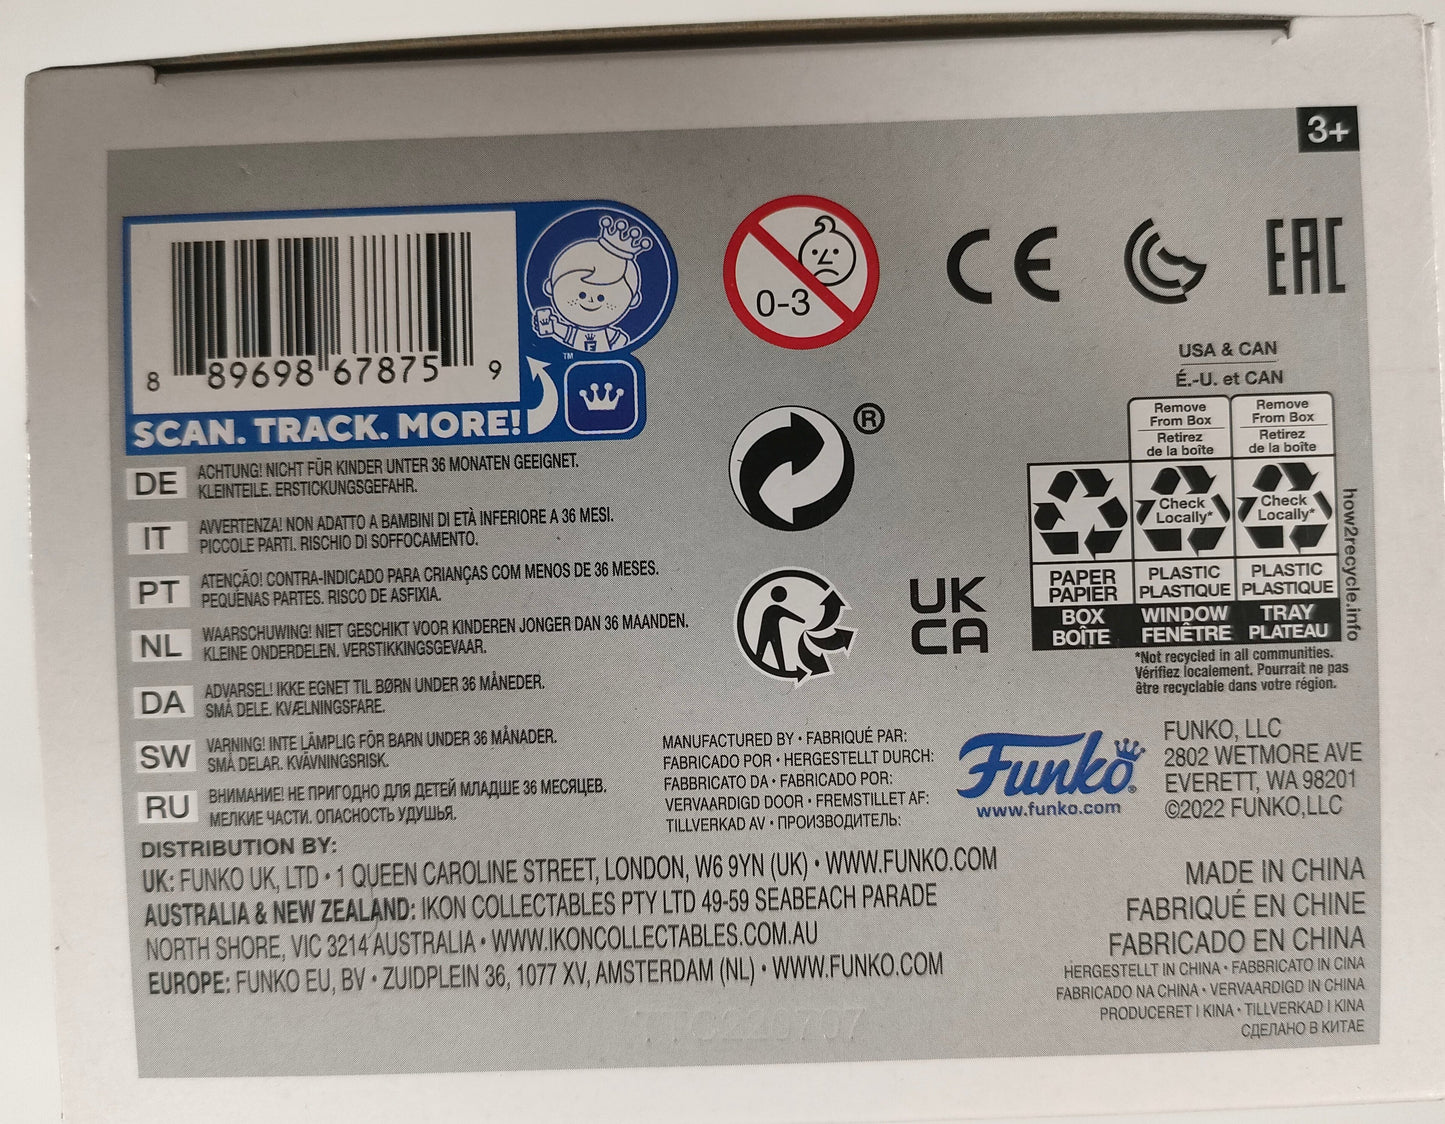 3+
8 89698 67875 9
TM
SCAN. TRACK. MORE!
DE ACHTUNG! NICHT FÜR KINDER UNTER 36 MONATEN GEEIGNET.
KLEINTEILE. ERSTICKUNGSGEFAHR.
IT AVVERTENZA! NON ADATTO A BAMBINI DI ETÀ INFERIORE A 36 MESI.
PICCOLE PARTI. RISCHIO DI SOFFOCAMENTO.
PT ATENÇÃO! CONTRA-INDICADO PARA CRIANÇAS COM MENOS DE 36 MESES.
PEQUENAS PARTES. RISCO DE ASFIXIA.
NL WAARSCHUWING! NIET GESCHIKT VOOR KINDEREN JONGER DAN 36 MAANDEN.
KLEINE ONDERDELEN. VERSTIKKINGSGEVAAR.
DA ADVARSEL! IKKE EGNET TIL BØRN UNDER 36 MÅNEDER.
SMÅ DELE. KVÆLNINGSFARE.
SW VARNING! INTE LÄMPLIG FÖR BARN UNDER 36 MÅNADER.
SMÅ DELAR. KVÄVNINGSRISK.
RU ВНИМАНИЕ! НЕ ПРИГОДНО ДЛЯ ДЕТЕЙ МЛАДШЕ 36 МЕСЯЦЕВ.
МЕЛКИЕ ЧАСТИ. ОПАСНОСТЬ УДУШЬЯ.
0-3
CE
EAC
®
UK
CA
USA & CAN
É.-U. et CAN
Remove
From Box
Retirez
de la boîte
Remove
From Box
Retirez
de la boîte
Check
Locally*
Check
Locally*
PAPER
PAPIER
BOX
BOÎTE
PLASTIC
PLASTIQUE
WINDOW
FENÊTRE
PLASTIC
PLASTIQUE
TRAY
PLATEAU
how2recycle.info
*Not recycled in all communities.
Vérifiez localement. Pourrait ne pas
être recyclable dans votre région.
MANUFACTURED BY • FABRIQUÉ PAR:
FABRICADO POR • HERGESTELLT DURCH:
FABBRICATO DA • FABRICADO POR:
VERVAARDIGD DOOR • FREMSTILLET AF:
TILLVERKAD AV • ПРОИЗВОДИТЕЛЬ:
Funko®
www.funko.com
FUNKO, LLC
2802 WETMORE AVE
EVERETT, WA 98201
©2022 FUNKO,LLC
DISTRIBUTION BY:
UK: FUNKO UK, LTD • 1 QUEEN CAROLINE STREET, LONDON, W6 9YN (UK) • WWW.FUNKO.COM
AUSTRALIA & NEW ZEALAND: IKON COLLECTABLES PTY LTD 49-59 SEABEACH PARADE
NORTH SHORE, VIC 3214 AUSTRALIA • WWW.IKONCOLLECTABLES.COM.AU
EUROPE: FUNKO EU, BV • ZUIDPLEIN 36, 1077 XV, AMSTERDAM (NL) • WWW.FUNKO.COM
MADE IN CHINA
FABRIQUÉ EN CHINE
FABRICADO EN CHINA
HERGESTELLT IN CHINA • FABBRICATO IN CINA
FABRICADO NA CHINA • VERVAARDIGD IN CHINA
PRODUCERET I KINA • TILLVERKAD I KINA
СДЕЛАНО В КИТАЕ